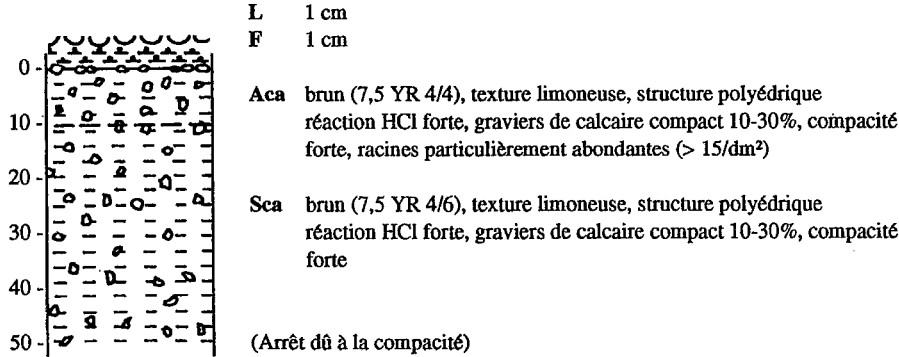 L 1 cm
F 1 cm
0
Aca brun (7,5 YR 4/4), texture limoneuse, structure polyédrique
réaction HCl forte, graviers de calcaire compact 10-30%, compacité
forte, racines particulièrement abondantes (> 15/dm²)
10
20
Sca brun (7,5 YR 4/6), texture limoneuse, structure polyédrique
réaction HCl forte, graviers de calcaire compact 10-30%, compacité
forte
30
40
50
(Arrêt dû à la compacité)